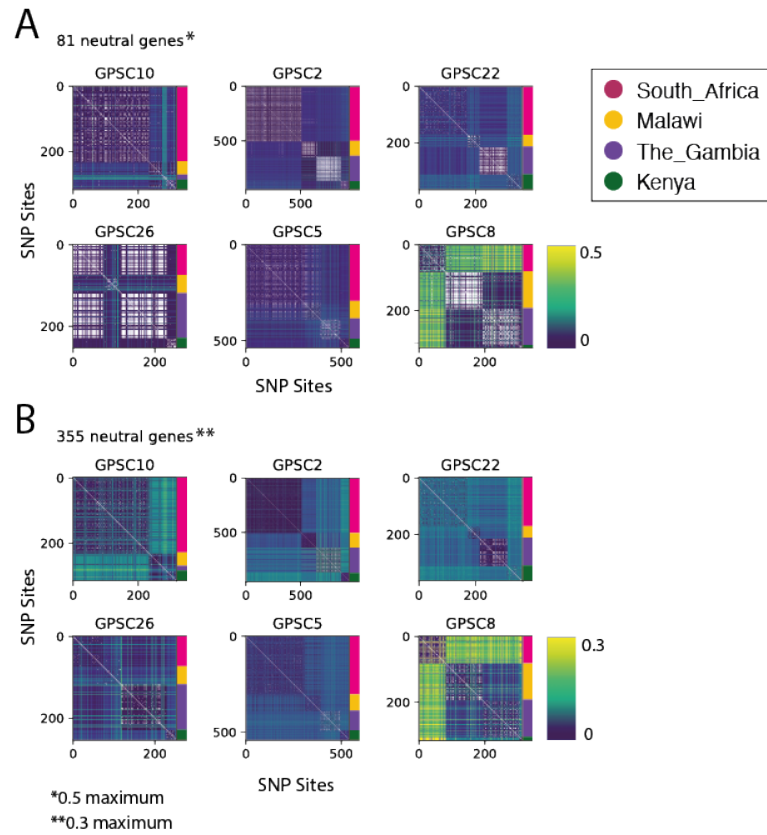 A
81 neutral genes*
GPSC10 GPSC2 GPSC22
0 0 0
200 500 200
0 200 0 500 0 200
GPSC26 GPSC5 GPSC8
0 0 0
200 500 200
0 200 0 500 0 200
SNP Sites
SNP Sites
South_Africa
Malawi
The_Gambia
Kenya
0.5
0
B
355 neutral genes**
GPSC10 GPSC2 GPSC22
0 0 0
200 500 200
0 200 0 500 0 200
GPSC26 GPSC5 GPSC8
0 0 0
200 500 200
0 200 0 500 0 200
SNP Sites
SNP Sites
0.3
0
*0.5 maximum
**0.3 maximum